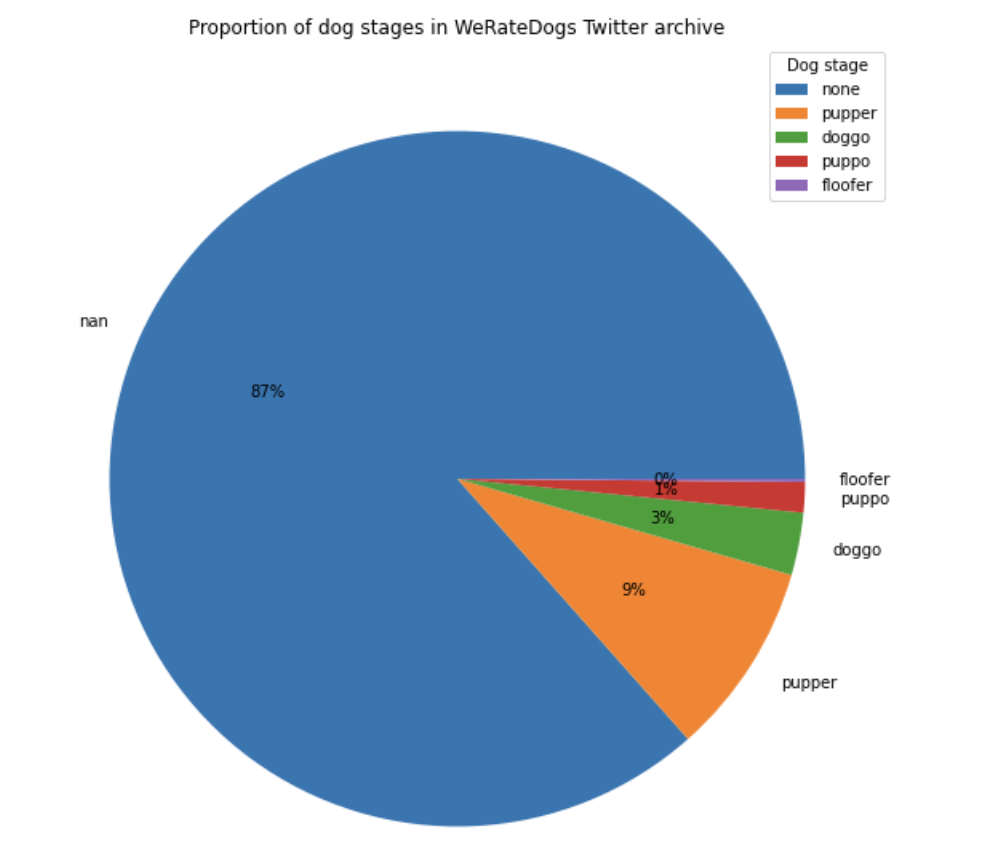 Proportion of dog stages in WeRateDogs Twitter archive
Dog stage
none
pupper
doggo
puppo
floofer
nan
87%
0%
floofer
1%
puppo
3%
doggo
9%
pupper